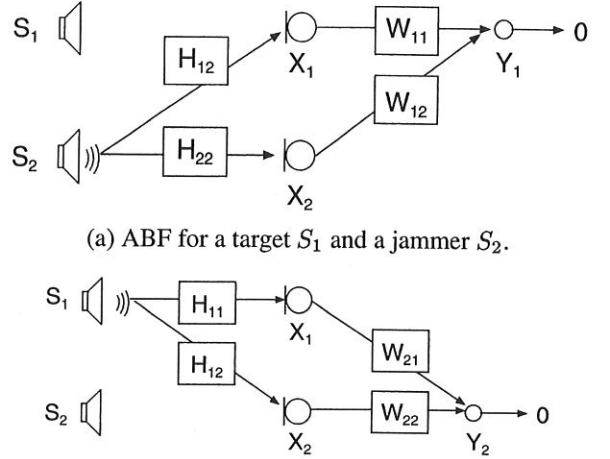 S1 H12 X1 W11 Y1 0
W12
S2 H22 X2
(a) ABF for a target S1 and a jammer S2.
S1 H11 X1
W21
H12
S2 X2 W22 Y2 0